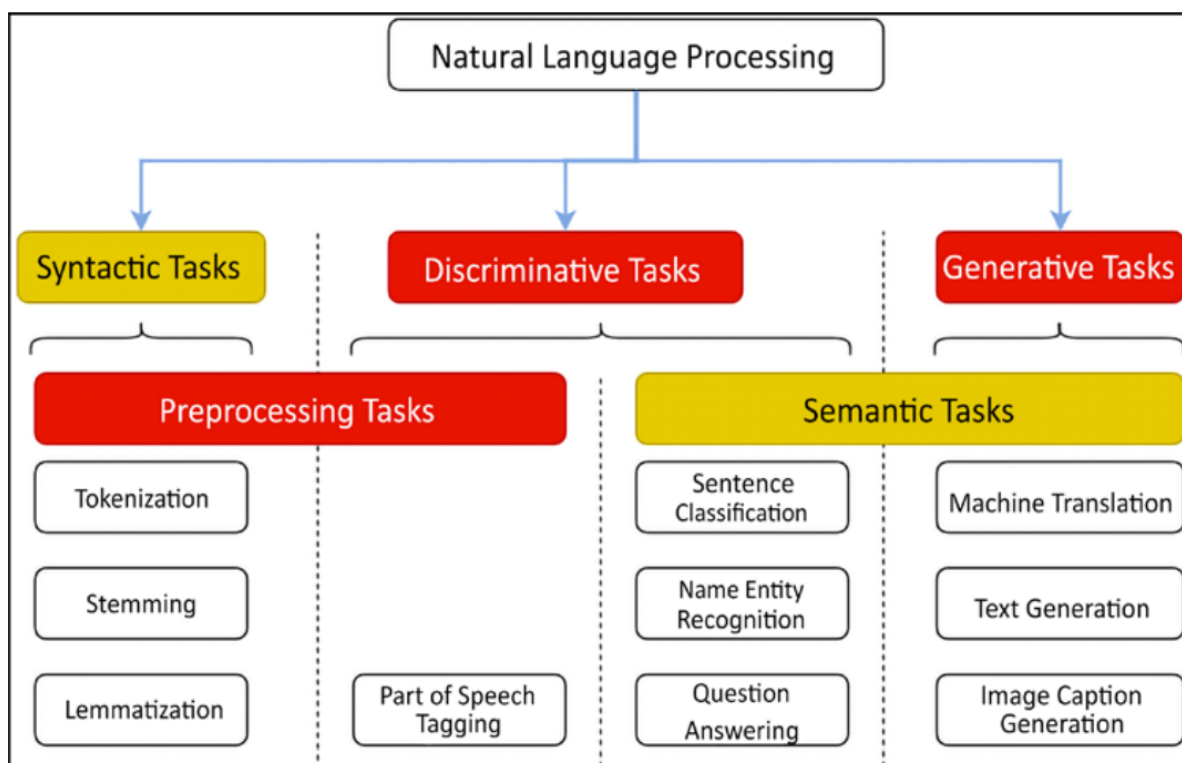 Natural Language Processing
Syntactic Tasks
Discriminative Tasks
Generative Tasks
Preprocessing Tasks
Semantic Tasks
Tokenization
Sentence
Classification
Machine Translation
Stemming
Name Entity
Recognition
Text Generation
Lemmatization
Part of Speech
Tagging
Question
Answering
Image Caption
Generation